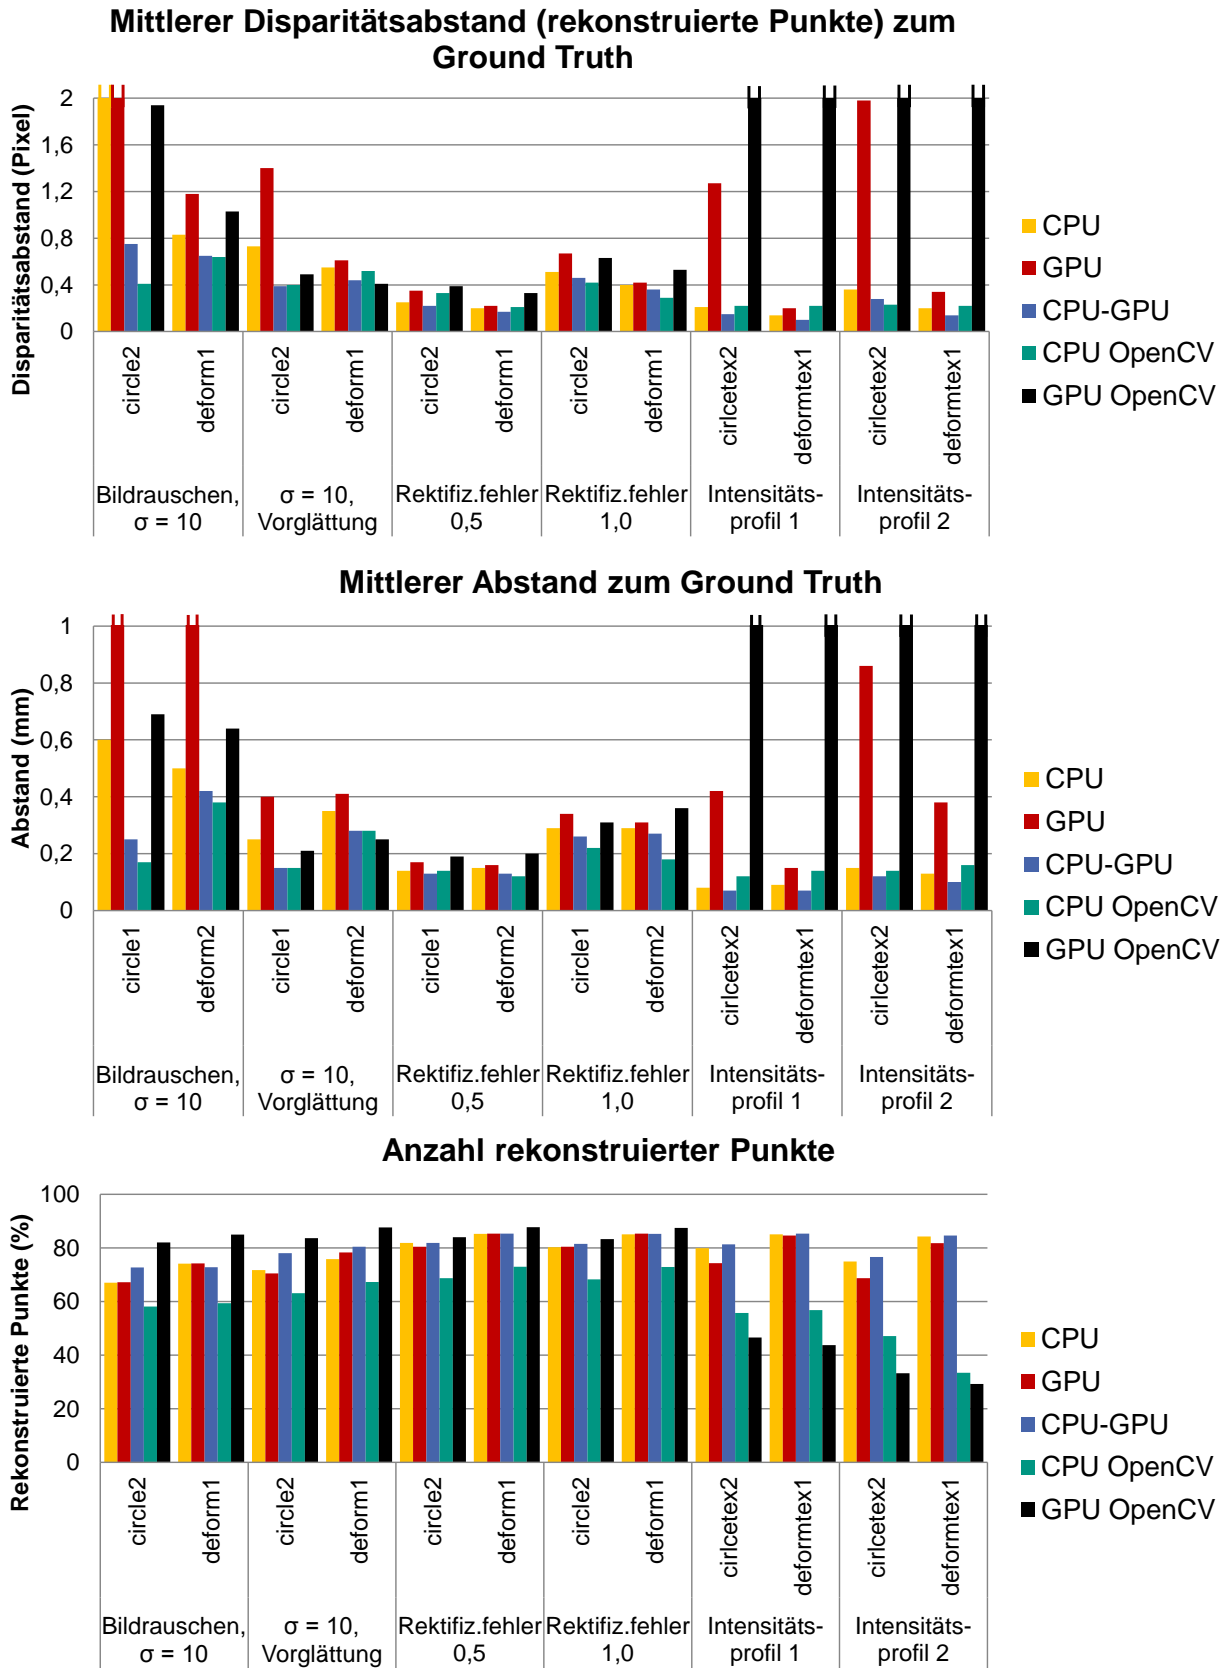 Mittlerer Disparitätsabstand (rekonstruierte Punkte) zum
Ground Truth
Disparitätsabstand (Pixel)
2
1,6
1,2
0,8
0,4
0
circle2
deform1
circle2
deform1
circle2
deform1
circle2
deform1
cirlcetex2
deformtex1
cirlcetex2
deformtex1
Bildrauschen,
σ = 10
σ = 10,
Vorglättung
Rektifiz.fehler
0,5
Rektifiz.fehler
1,0
Intensitäts-
profil 1
Intensitäts-
profil 2
CPU
GPU
CPU-GPU
CPU OpenCV
GPU OpenCV
Mittlerer Abstand zum Ground Truth
Abstand (mm)
1
0,8
0,6
0,4
0,2
0
circle1
deform2
circle1
deform2
circle1
deform2
circle1
deform2
cirlcetex2
deformtex1
cirlcetex2
deformtex1
Bildrauschen,
σ = 10
σ = 10,
Vorglättung
Rektifiz.fehler
0,5
Rektifiz.fehler
1,0
Intensitäts-
profil 1
Intensitäts-
profil 2
CPU
GPU
CPU-GPU
CPU OpenCV
GPU OpenCV
Anzahl rekonstruierter Punkte
Rekonstruierte Punkte (%)
100
80
60
40
20
0
circle2
deform1
circle2
deform1
circle2
deform1
circle2
deform1
cirlcetex2
deformtex1
cirlcetex2
deformtex1
Bildrauschen,
σ = 10
σ = 10,
Vorglättung
Rektifiz.fehler
0,5
Rektifiz.fehler
1,0
Intensitäts-
profil 1
Intensitäts-
profil 2
CPU
GPU
CPU-GPU
CPU OpenCV
GPU OpenCV